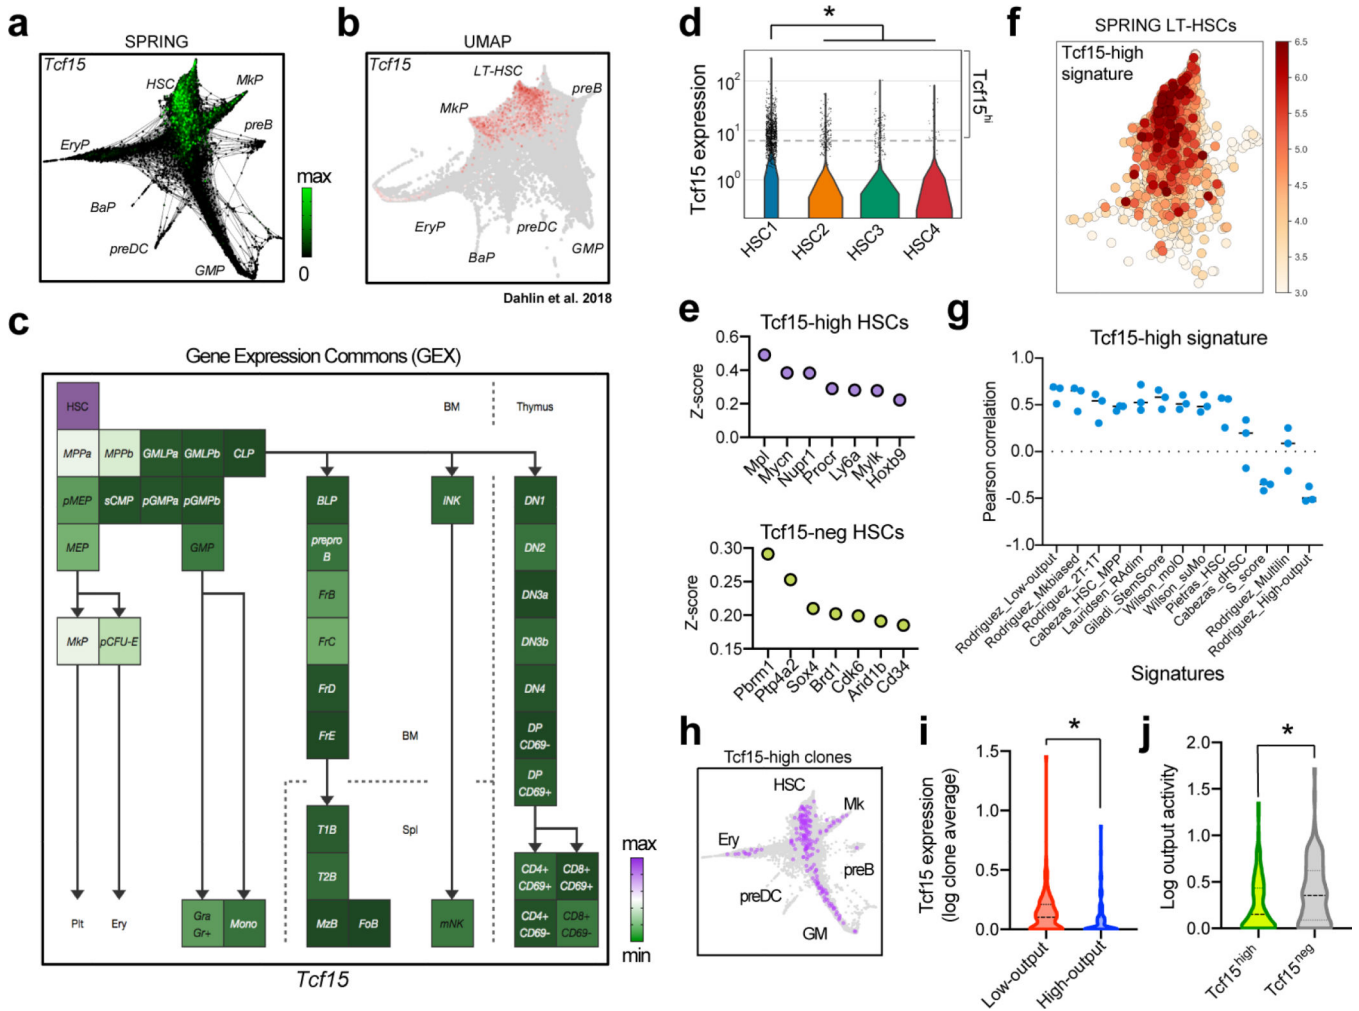 a
SPRING
Tcf15
HSC
MkP
preB
EryP
BaP
preDC
GMP
max
0
b
UMAP
Tcf15
LT-HSC
preB
MkP
EryP
BaP
preDC
GMP
Dahlin et al. 2018
c
Gene Expression Commons (GEX)
HSC
BM
Thymus
MPPa
MPPb
GMLPa
GMLPb
CLP
pMEP
sCMP
pGMPa
pGMPb
BLP
iNK
DN1
MEP
GMP
prepro
B
DN2
FrB
DN3a
MkP
pCFU-E
FrC
DN3b
FrD
DN4
FrE
BM
DP
CD69-
DP
CD69+
T1B
Spl
T2B
CD4+
CD69+
CD8+
CD69+
Plt
Ery
Gra
Gr+
Mono
MzB
FoB
mNK
CD4+
CD69-
CD8+
CD69-
max
min
Tcf15
d
*
Tcf15 expression
10²
10¹
10⁰
Tcf15hi
HSC1
HSC2
HSC3
HSC4
e
Tcf15-high HSCs
Z-score
0.6
0.4
0.2
0.0
Mpl
Mycn
Nupr1
Procr
Ly6a
Mylk
Hoxb9
Tcf15-neg HSCs
Z-score
0.30
0.25
0.20
0.15
Pbrm1
Ptp4a2
Sox4
Brd1
Cdk6
Arid1b
Cd34
f
SPRING LT-HSCs
Tcf15-high
signature
6.5
6.0
5.5
5.0
4.5
4.0
3.5
3.0
g
Tcf15-high signature
Pearson correlation
1.0
0.5
0.0
-0.5
-1.0
Rodriguez_Low-output
Rodriguez_Mkbiased
Rodriguez_2T-1T
Cabezas_HSC_MPP
Lauridsen_RAdim
Giladi_StemScore
Wilson_molO
Wilson_suMo
Pietras_HSC
Cabezas_dHSC
S_score
Rodriguez_Multilin
Rodriguez_High-output
Signatures
h
Tcf15-high clones
HSC
Mk
Ery
preB
preDC
GM
i
*
Tcf15 expression
(log clone average)
1.5
1.0
0.5
0.0
Low-output
High-output
j
*
Log output activity
2.0
1.5
1.0
0.5
0.0
Tcf15high
Tcf15neg